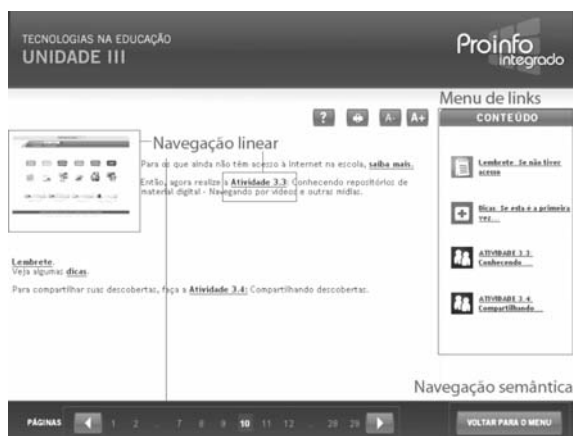 TECNOLOGIAS NA EDUCAÇÃO
UNIDADE III
Proinfo
integrado
Menu de links
? A- A+
CONTEÚDO
Navegação linear
Para os que ainda não têm acesso à Internet na escola, saiba mais.
Então, agora realize a Atividade 3.3: Conhecendo repositórios de
material digital - Navegando por vídeos e outras mídias.
Lembrete. Se não tiver
acesso
Dicas. Se esta é a primeira
vez...
ATIVIDADE 3.3.
Conhecendo ...
ATIVIDADE 3.4.
Compartilhando ...
Lembrete.
Veja algumas dicas.
Para compartilhar suas descobertas, faça a Atividade 3.4: Compartilhando descobertas.
Navegação semântica
PÁGINAS 1 2 ... 7 8 9 10 11 12 ... 28 29 VOLTAR PARA O MENU